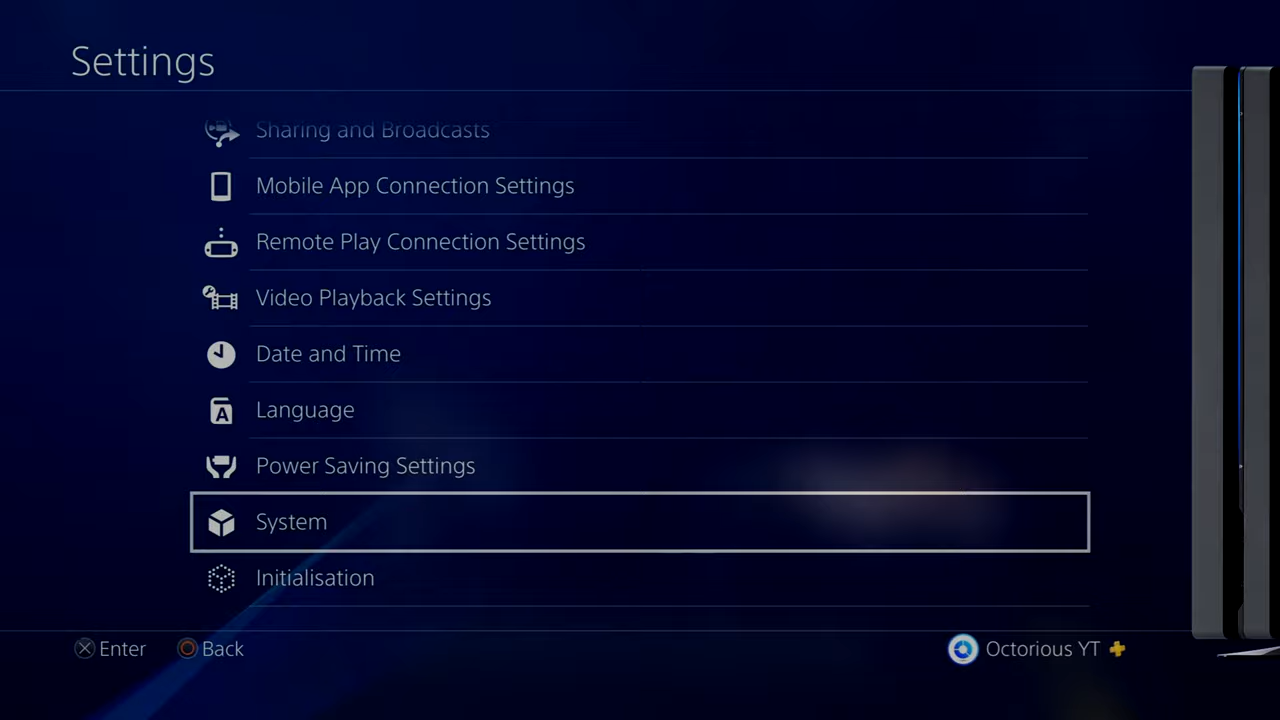 Settings
Sharing and Broadcasts
Mobile App Connection Settings
Remote Play Connection Settings
Video Playback Settings
Date and Time
Language
Power Saving Settings
System
Initialisation
Enter Back Octorious YT